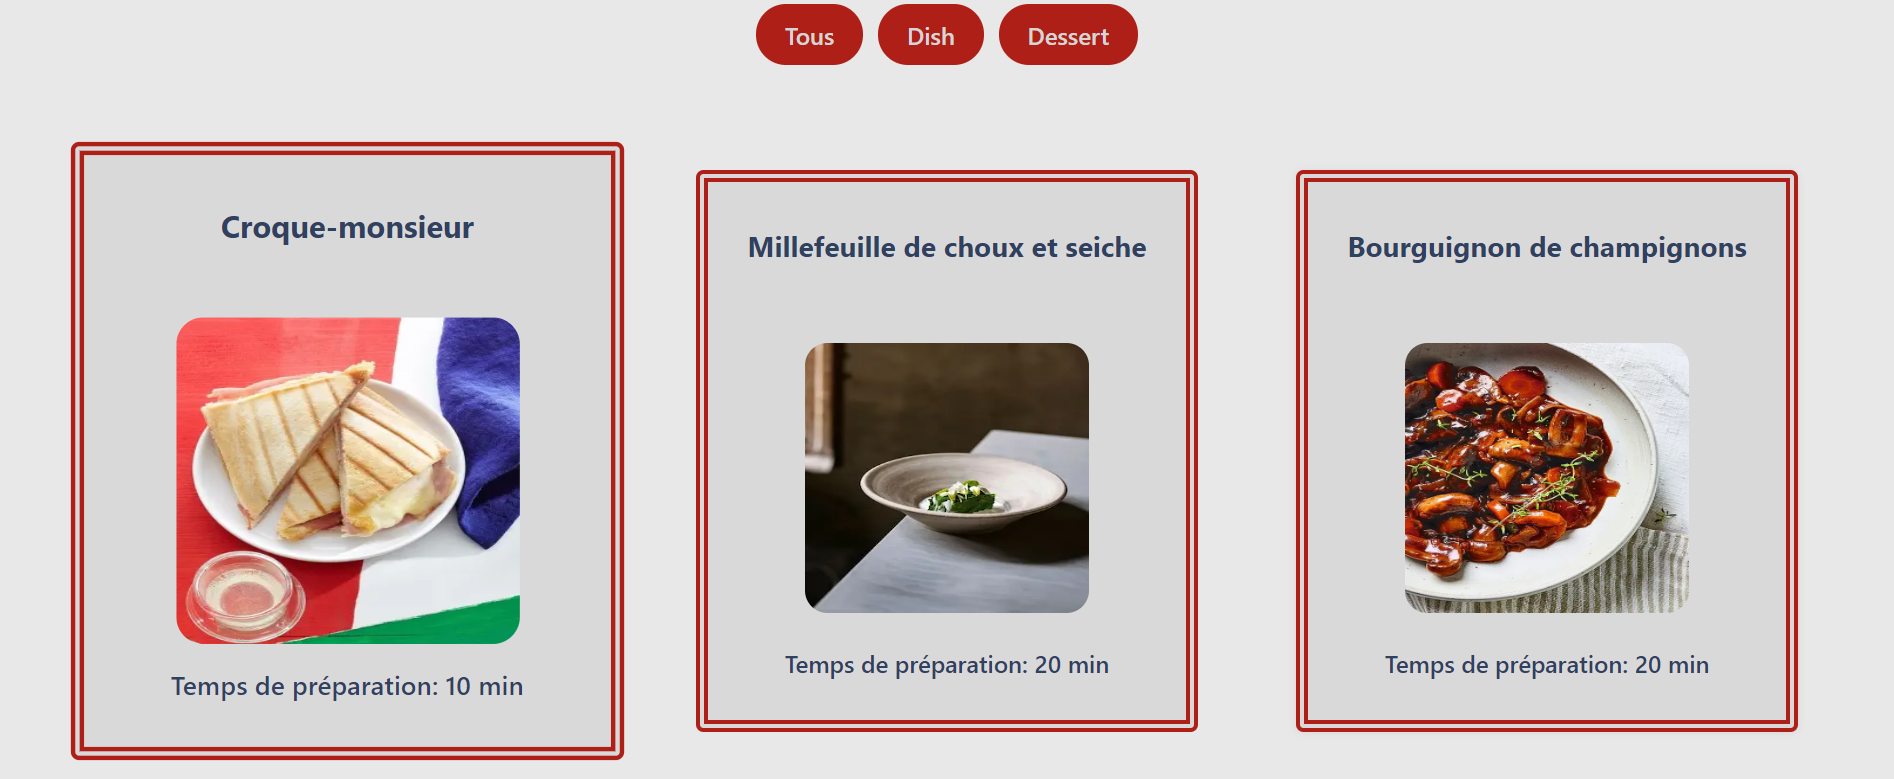 Tous
Dish
Dessert
Croque-monsieur
Temps de préparation: 10 min
Millefeuille de choux et seiche
Temps de préparation: 20 min
Bourguignon de champignons
Temps de préparation: 20 min